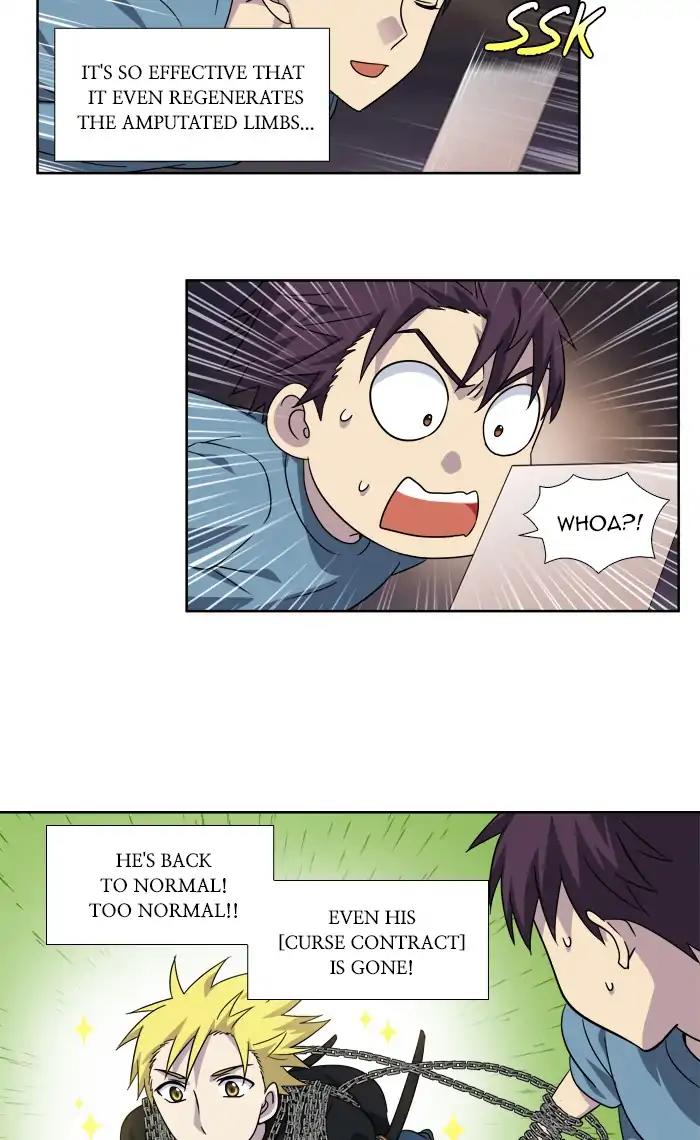 SSK
IT'S SO EFFECTIVE THAT
IT EVEN REGENERATES
THE AMPUTATED LIMBS...
WHOA?!
HE'S BACK
TO NORMAL!
TOO NORMAL!!
EVEN HIS
[CURSE CONTRACT]
IS GONE!